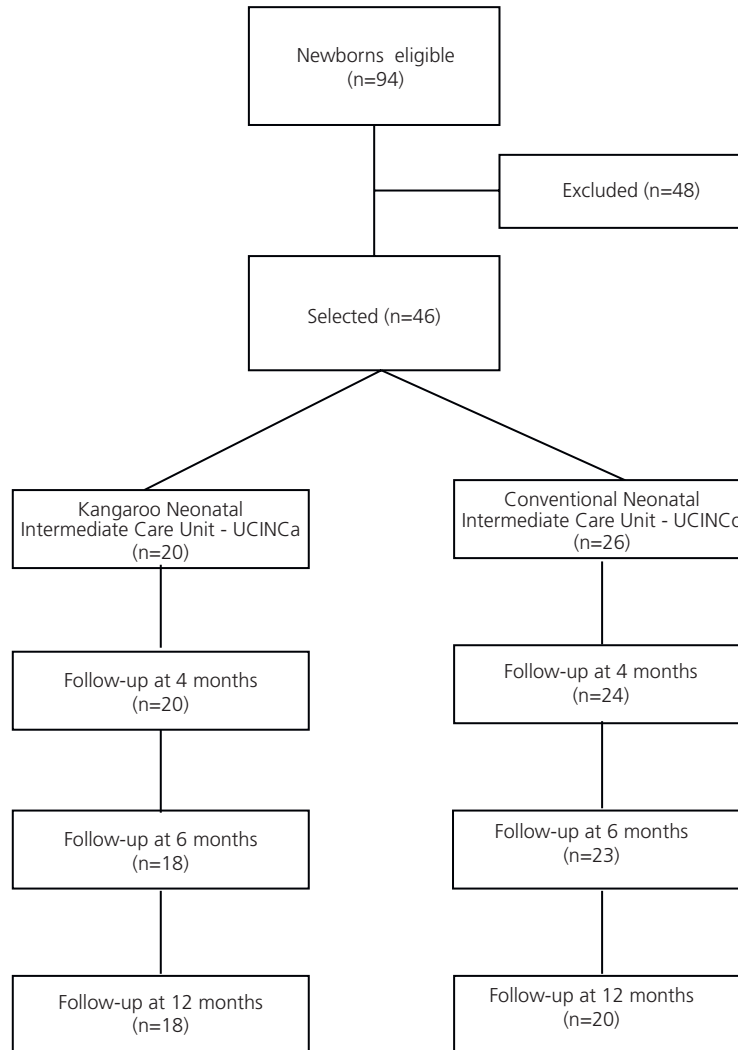 Newborns eligible
(n=94)
Excluded (n=48)
Selected (n=46)
Kangaroo Neonatal
Intermediate Care Unit - UCINCa
(n=20)
Conventional Neonatal
Intermediate Care Unit - UCINCo
(n=26)
Follow-up at 4 months
(n=20)
Follow-up at 4 months
(n=24)
Follow-up at 6 months
(n=18)
Follow-up at 6 months
(n=23)
Follow-up at 12 months
(n=18)
Follow-up at 12 months
(n=20)